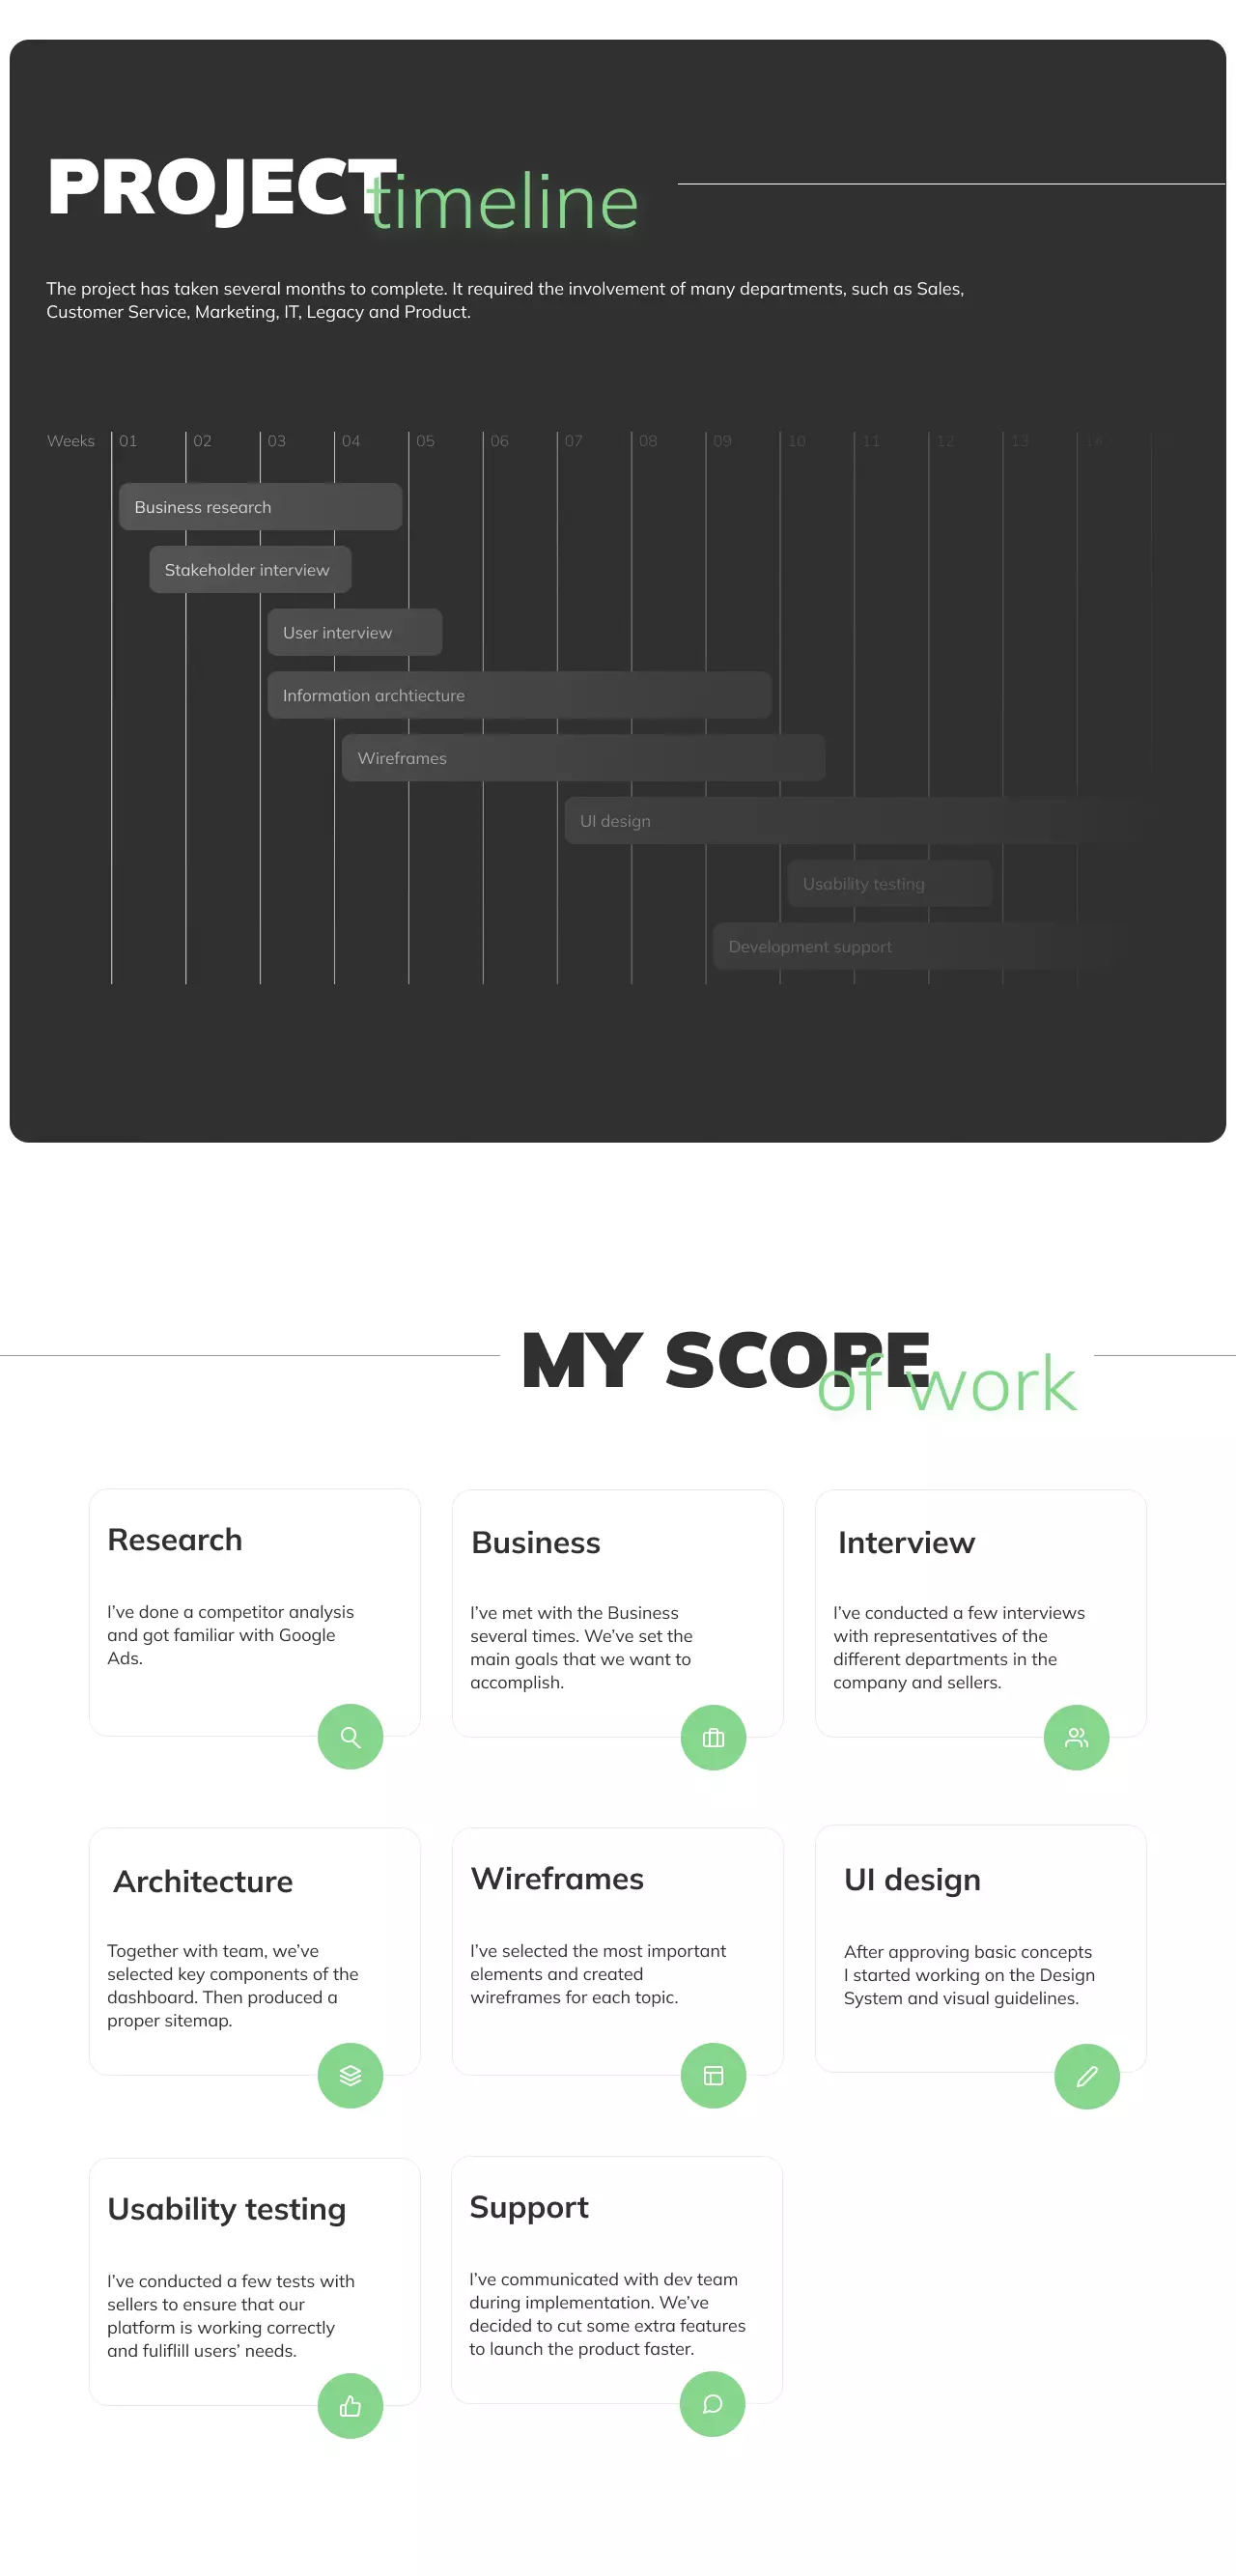 PROJECT timeline
The project has taken several months to complete. It required the involvement of many departments, such as Sales,
Customer Service, Marketing, IT, Legacy and Product.
Weeks 01 02 03 04 05 06 07 08 09 10 11 12 13 14
Business research
Stakeholder interview
User interview
Information archtiecture
Wireframes
UI design
Usability testing
Development support
MY SCOPE of work
Research
I've done a competitor analysis
and got familiar with Google
Ads.
Business
I've met with the Business
several times. We've set the
main goals that we want to
accomplish.
Interview
I've conducted a few interviews
with representatives of the
different departments in the
company and sellers.
Architecture
Together with team, we've
selected key components of the
dashboard. Then produced a
proper sitemap.
Wireframes
I've selected the most important
elements and created
wireframes for each topic.
UI design
After approving basic concepts
I started working on the Design
System and visual guidelines.
Usability testing
I've conducted a few tests with
sellers to ensure that our
platform is working correctly
and fuliflill users' needs.
Support
I've communicated with dev team
during implementation. We've
decided to cut some extra features
to launch the product faster.